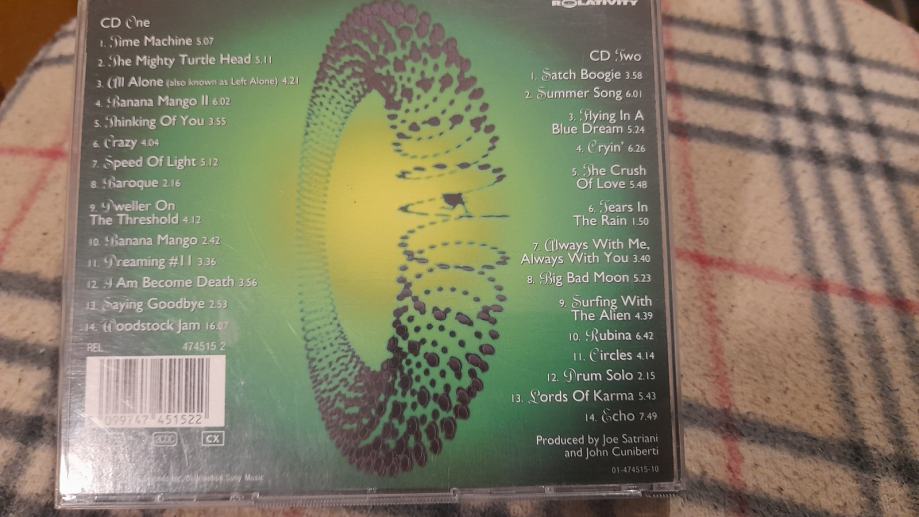 RELATIVITY
CD One
1. Time Machine 5.07
2. The Mighty Turtle Head 5.11
3. All Alone (also known as Left Alone) 4.21
4. Banana Mango II 6.02
5. Thinking Of You 3.55
6. Crazy 4.04
7. Speed Of Light 5.12
8. Baroque 2.16
9. Dweller On
The Threshold 4.12
10. Banana Mango 2.42
11. Dreaming #11 3.36
12. I Am Become Death 3.56
13. Saying Goodbye 2.53
14. Woodstock Jam 16.07
REL 474515 2
099747 451522
CX
CD Two
1. Satch Boogie 3.58
2. Summer Song 6.01
3. Flying In A
Blue Dream 5.24
4. Cryin' 6.26
5. The Crush
Of Love 5.48
6. Tears In
The Rain 1.50
7. Always With Me,
Always With You 3.40
8. Big Bad Moon 5.23
9. Surfing With
The Alien 4.39
10. Rubina 6.42
11. Circles 4.14
12. Drum Solo 2.15
13. Lords Of Karma 5.43
14. Echo 7.49
Produced by Joe Satriani
and John Cuniberti
01-474515-10
Sony Music